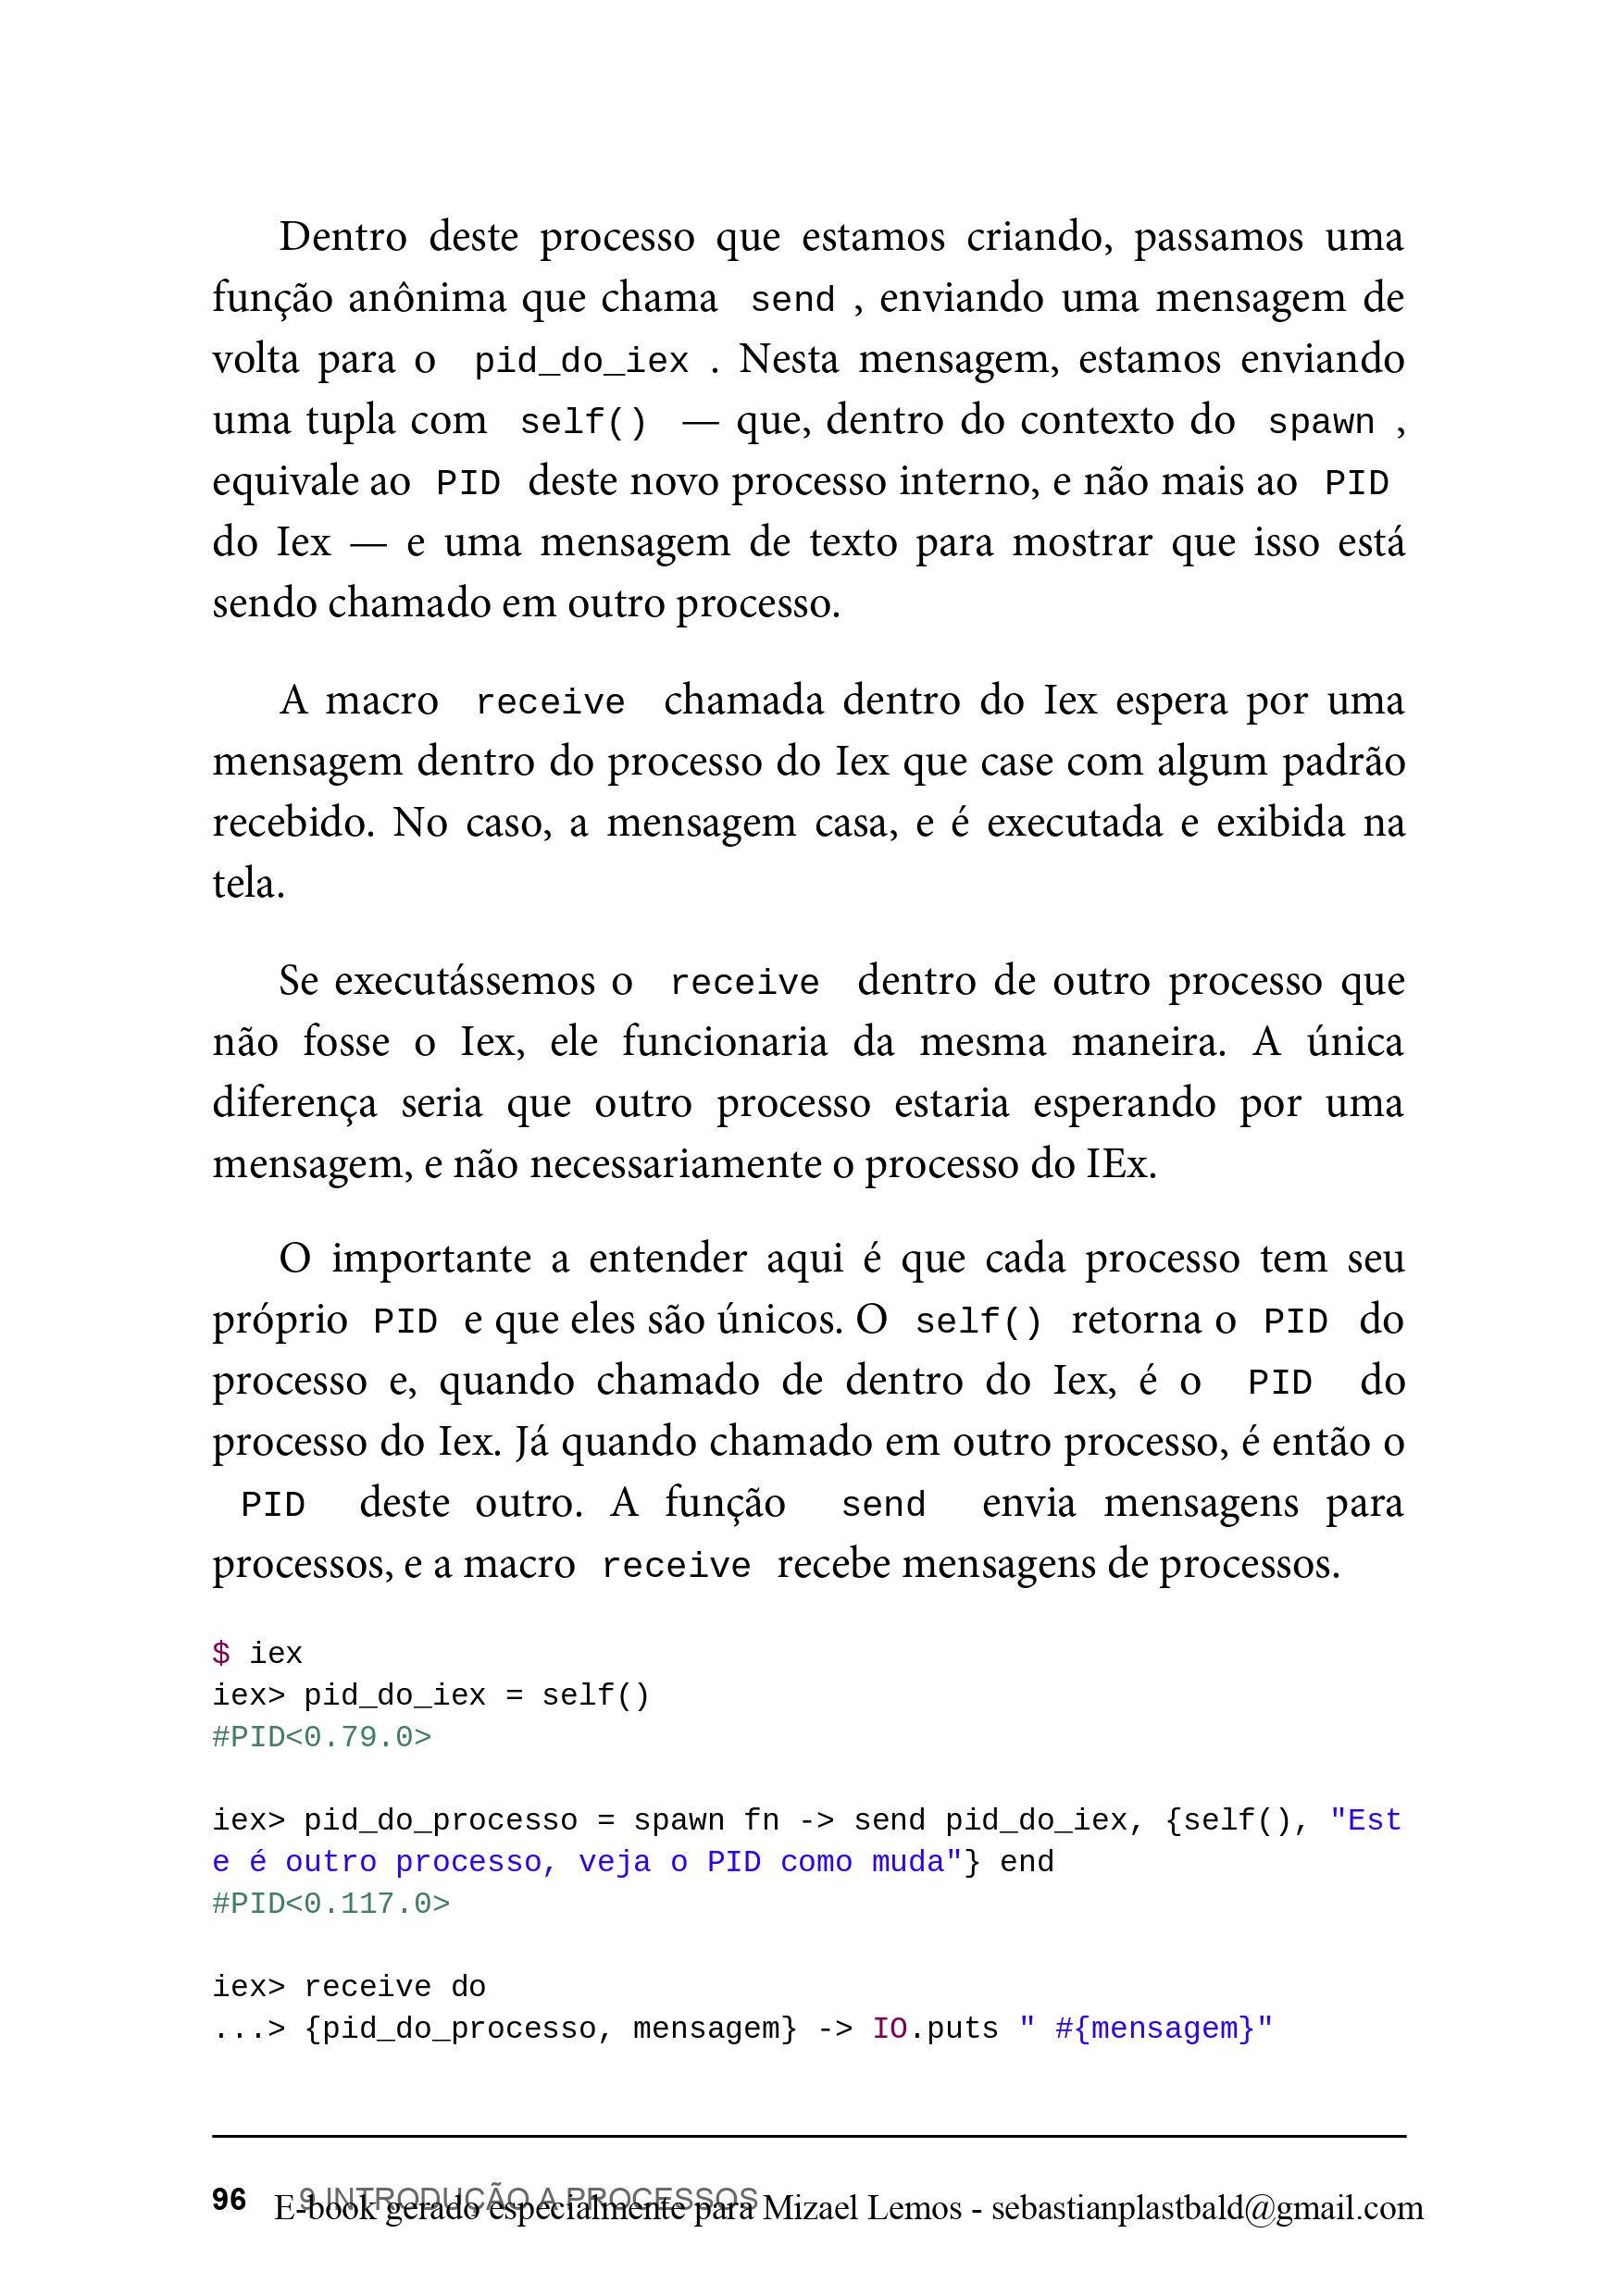 Dentro deste processo que estamos criando, passamos uma
função anônima que chama send , enviando uma mensagem de
volta para o pid_do_iex . Nesta mensagem, estamos enviando
uma tupla com self() — que, dentro do contexto do spawn ,
equivale ao PID deste novo processo interno, e não mais ao PID
do Iex — e uma mensagem de texto para mostrar que isso está
sendo chamado em outro processo.
A macro receive chamada dentro do Iex espera por uma
mensagem dentro do processo do Iex que case com algum padrão
recebido. No caso, a mensagem casa, e é executada e exibida na
tela.
Se executássemos o receive dentro de outro processo que
não fosse o Iex, ele funcionaria da mesma maneira. A única
diferença seria que outro processo estaria esperando por uma
mensagem, e não necessariamente o processo do IEx.
O importante a entender aqui é que cada processo tem seu
próprio PID e que eles são únicos. O self() retorna o PID do
processo e, quando chamado de dentro do Iex, é o PID do
processo do Iex. Já quando chamado em outro processo, é então o
PID deste outro. A função send envia mensagens para
processos, e a macro receive recebe mensagens de processos.
$ iex
iex> pid_do_iex = self()
#PID<0.79.0>
iex> pid_do_processo = spawn fn -> send pid_do_iex, {self(), "Est
e é outro processo, veja o PID como muda"} end
#PID<0.117.0>
iex> receive do
...> {pid_do_processo, mensagem} -> IO.puts " #{mensagem}"
96 9 INTRODUÇÃO A PROCESSOS
E-book gerado especialmente para Mizael Lemos - sebastianplastbald@gmail.com